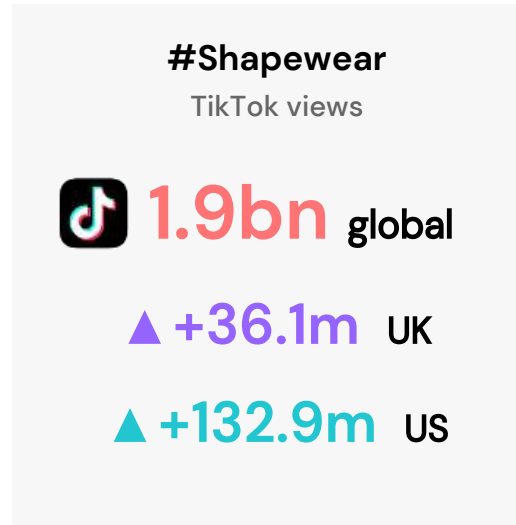 #Shapewear
TikTok views
1.9bn global
▲+36.1m UK
▲+132.9m US